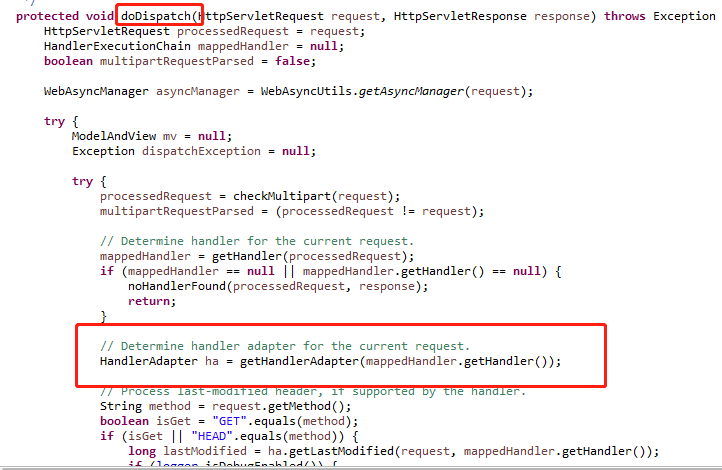 */
protected void doDispatch(HttpServletRequest request, HttpServletResponse response) throws Exception
HttpServletRequest processedRequest = request;
HandlerExecutionChain mappedHandler = null;
boolean multipartRequestParsed = false;
WebAsyncManager asyncManager = WebAsyncUtils.getAsyncManager(request);
try {
ModelAndView mv = null;
Exception dispatchException = null;
try {
processedRequest = checkMultipart(request);
multipartRequestParsed = (processedRequest != request);
// Determine handler for the current request.
mappedHandler = getHandler(processedRequest);
if (mappedHandler == null || mappedHandler.getHandler() == null) {
noHandlerFound(processedRequest, response);
return;
}
// Determine handler adapter for the current request.
HandlerAdapter ha = getHandlerAdapter(mappedHandler.getHandler());
// Process last-modified header, if supported by the handler.
String method = request.getMethod();
boolean isGet = "GET".equals(method);
if (isGet || "HEAD".equals(method)) {
long lastModified = ha.getLastModified(request, mappedHandler.getHandler());
if (logger.isDebugEnabled()) {